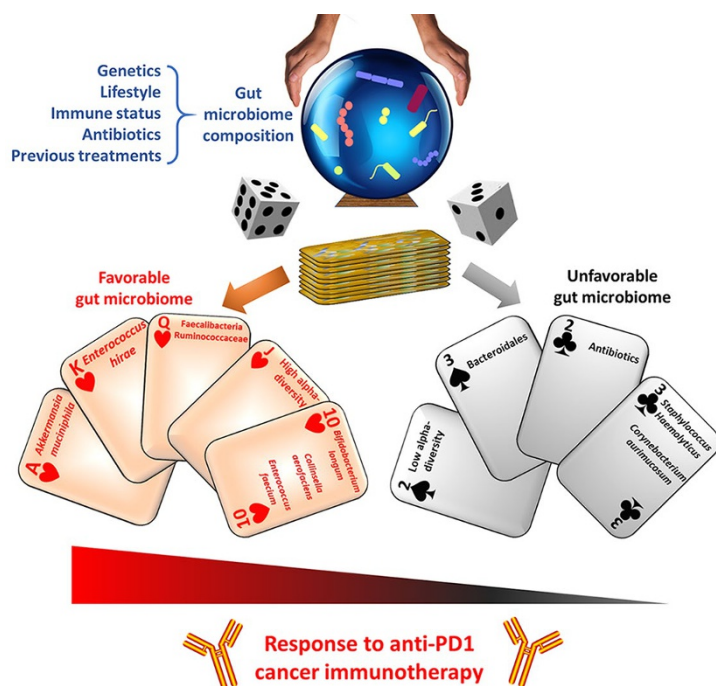 Genetics
Lifestyle
Immune status
Antibiotics
Previous treatments
Gut
microbiome
composition
Favorable
gut microbiome
Unfavorable
gut microbiome
A
Akkermansia
muciniphila
K
Enterococcus
hirae
Q
Faecalibacteria
Ruminococcaceae
J
High alpha-
diversity
10
Bifidobacterium
longum
Collinsella
aerofaciens
Enterococcus
faecium
10
2
Low alpha-
diversity
3
Bacteroidales
2
Antibiotics
3
Staphylococcus
Haemolyticus
Corynebacterium
aurimucosum
3
Response to anti-PD1
cancer immunotherapy